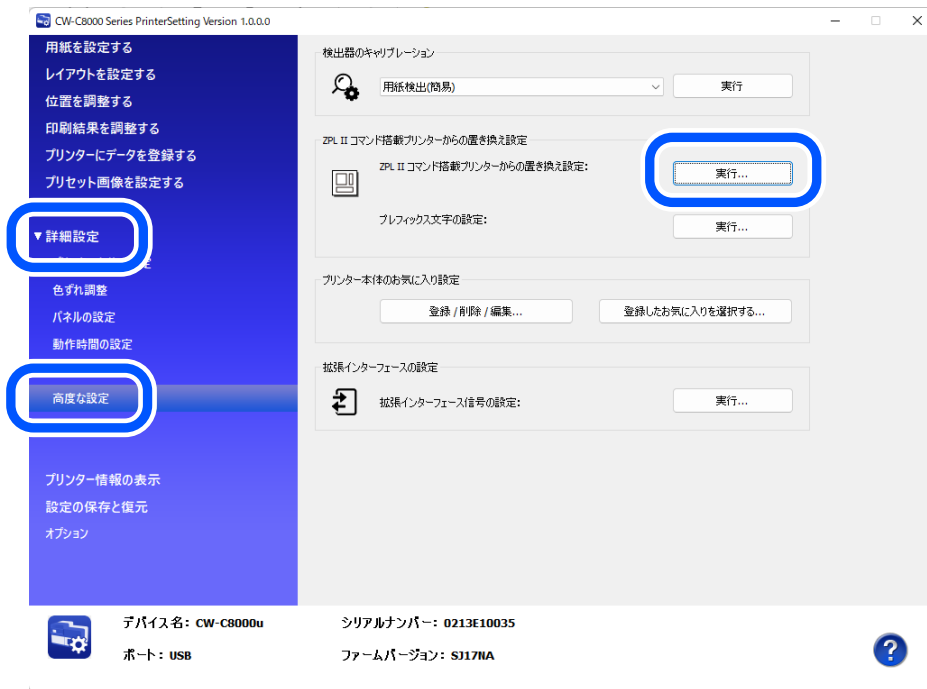 CW-C8000 Series PrinterSetting Version 1.0.0.0
用紙を設定する
レイアウトを設定する
位置を調整する
印刷結果を調整する
プリンターにデータを登録する
プリセット画像を設定する
▼詳細設定
色ずれ調整
パネルの設定
動作時間の設定
高度な設定
プリンター情報の表示
設定の保存と復元
オプション
検出器のキャリブレーション
用紙検出(簡易)
実行
ZPL II コマンド搭載プリンターからの置き換え設定
ZPL II コマンド搭載プリンターからの置き換え設定:
実行...
プレフィックス文字の設定:
実行...
プリンター本体のお気に入り設定
登録 / 削除 / 編集...
登録したお気に入りを選択する...
拡張インターフェースの設定
拡張インターフェース信号の設定:
実行...
デバイス名: CW-C8000u
シリアルナンバー: 0213E10035
ポート: USB
ファームバージョン: SJ17NA
?